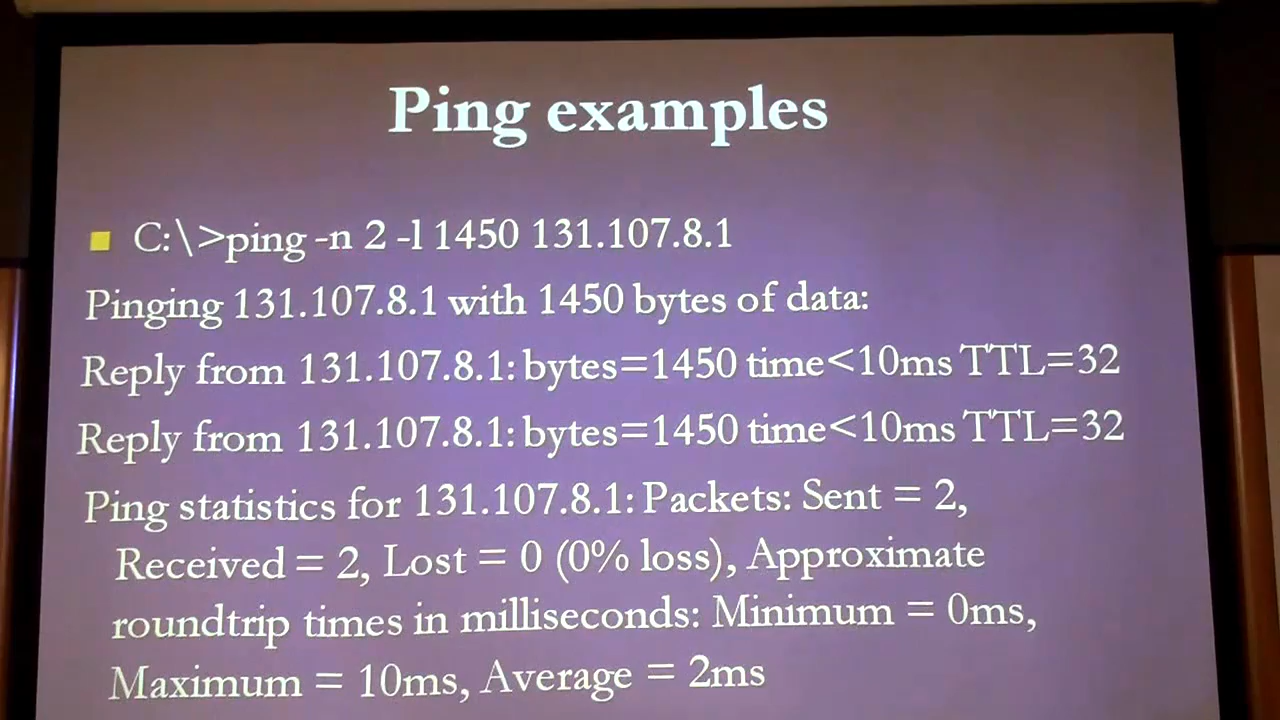 Ping examples
C:\>ping -n 2 -l 1450 131.107.8.1
Pinging 131.107.8.1 with 1450 bytes of data:
Reply from 131.107.8.1: bytes=1450 time<10ms TTL=32
Reply from 131.107.8.1: bytes=1450 time<10ms TTL=32
Ping statistics for 131.107.8.1: Packets: Sent = 2,
Received = 2, Lost = 0 (0% loss), Approximate
roundtrip times in milliseconds: Minimum = 0ms,
Maximum = 10ms, Average = 2ms